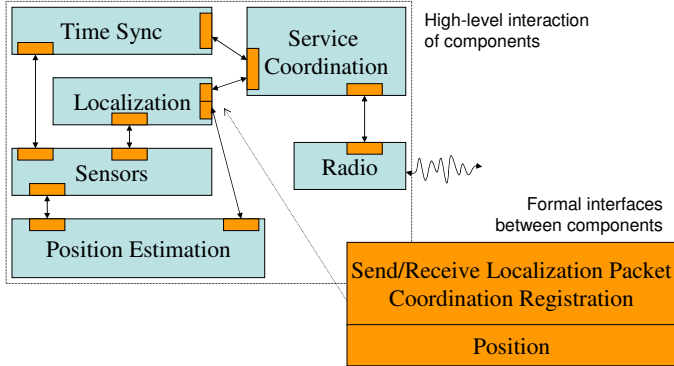 Time Sync
Service
Coordination
High-level interaction
of components
Localization
Sensors
Radio
Position Estimation
Formal interfaces
between components
Send/Receive Localization Packet
Coordination Registration
Position